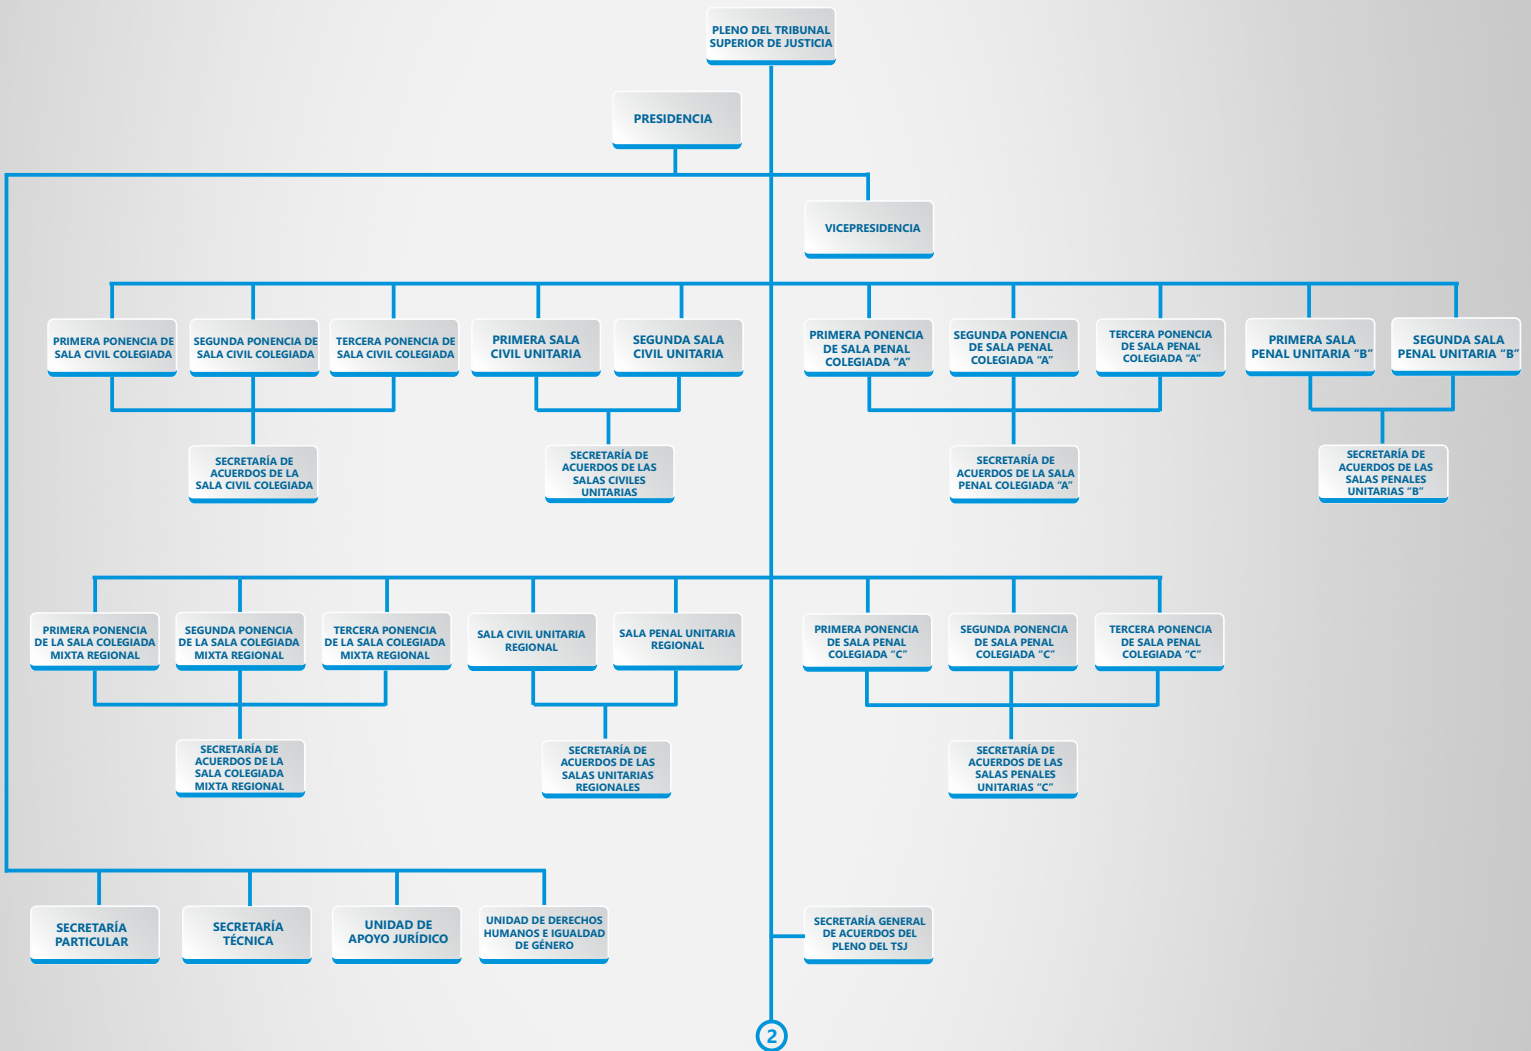 PLENO DEL TRIBUNAL
SUPERIOR DE JUSTICIA
PRESIDENCIA
VICEPRESIDENCIA
PRIMERA PONENCIA DE
SALA CIVIL COLEGIADA
SEGUNDA PONENCIA DE
SALA CIVIL COLEGIADA
TERCERA PONENCIA DE
SALA CIVIL COLEGIADA
PRIMERA SALA
CIVIL UNITARIA
SEGUNDA SALA
CIVIL UNITARIA
PRIMERA PONENCIA
DE SALA PENAL
COLEGIADA “A”
SEGUNDA PONENCIA
DE SALA PENAL
COLEGIADA “A”
TERCERA PONENCIA
DE SALA PENAL
COLEGIADA “A”
PRIMERA SALA
PENAL UNITARIA “B”
SEGUNDA SALA
PENAL UNITARIA “B”
SECRETARÍA DE
ACUERDOS DE LA
SALA CIVIL COLEGIADA
SECRETARÍA DE
ACUERDOS DE LAS
SALAS CIVILES
UNITARIAS
SECRETARÍA DE
ACUERDOS DE LA SALA
PENAL COLEGIADA “A”
SECRETARÍA DE
ACUERDOS DE LAS
SALAS PENALES
UNITARIAS “B”
PRIMERA PONENCIA
DE LA SALA COLEGIADA
MIXTA REGIONAL
SEGUNDA PONENCIA
DE LA SALA COLEGIADA
MIXTA REGIONAL
TERCERA PONENCIA
DE LA SALA COLEGIADA
MIXTA REGIONAL
SALA CIVIL UNITARIA
REGIONAL
SALA PENAL UNITARIA
REGIONAL
PRIMERA PONENCIA
DE SALA PENAL
COLEGIADA “C”
SEGUNDA PONENCIA
DE SALA PENAL
COLEGIADA “C”
TERCERA PONENCIA
DE SALA PENAL
COLEGIADA “C”
SECRETARÍA DE
ACUERDOS DE LA
SALA COLEGIADA
MIXTA REGIONAL
SECRETARÍA DE
ACUERDOS DE LAS
SALAS UNITARIAS
REGIONALES
SECRETARÍA DE
ACUERDOS DE LAS
SALAS PENALES
UNITARIAS “C”
SECRETARÍA
PARTICULAR
SECRETARÍA
TÉCNICA
UNIDAD DE
APOYO JURÍDICO
UNIDAD DE DERECHOS
HUMANOS E IGUALDAD
DE GÉNERO
SECRETARÍA GENERAL
DE ACUERDOS DEL
PLENO DEL TSJ
2